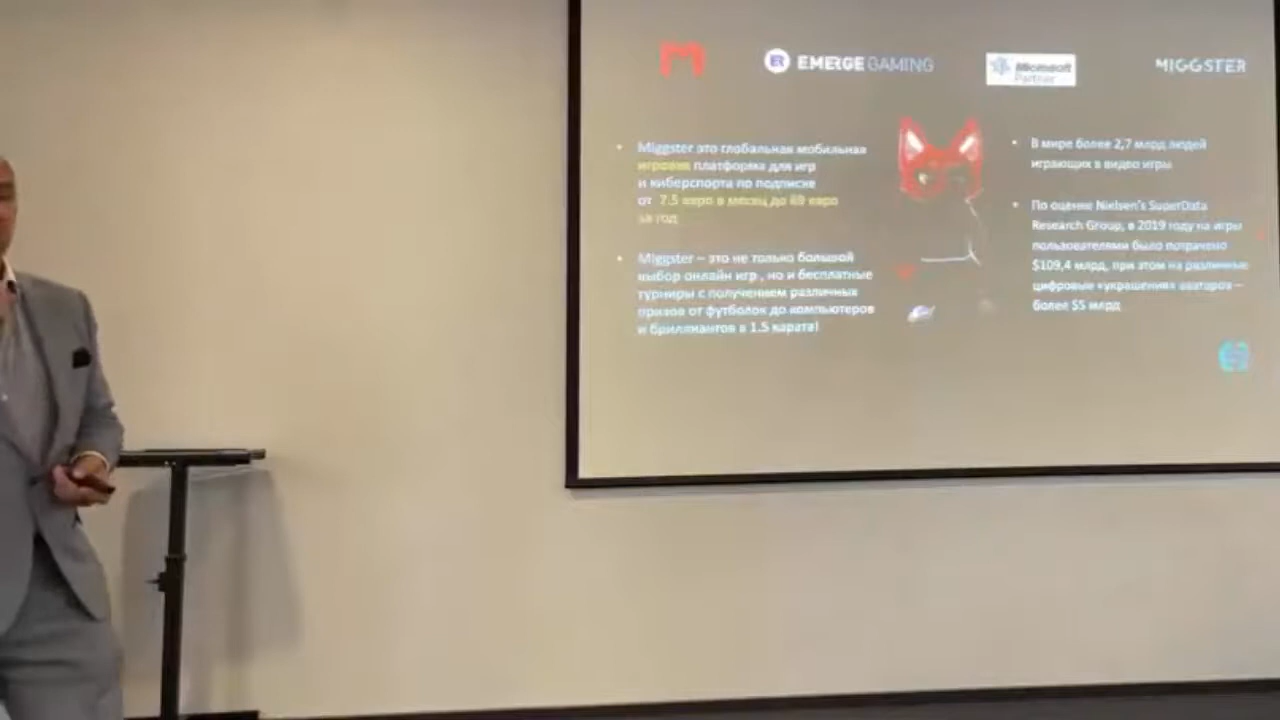 EMERGE GAMING
Microsoft
Partner
MIGGSTER
• Miggster это глобальная мобильная
игровая платформа для игр
и киберспорта по подписке
от 7.5 евро в месяц до 69 евро
за год
• Miggster – это не только большой
выбор онлайн игр , но и бесплатные
турниры с получением различных
призов от футболок до компьютеров
и бриллиантов в 1.5 карата!
• В мире более 2,7 млрд людей
играющих в видео игры
• По оценке Nielsen's SuperData
Research Group, в 2019 году на игры
пользователями было потрачено
$109,4 млрд, при этом на различные
цифровые «украшения» аватаров –
более $5 млрд